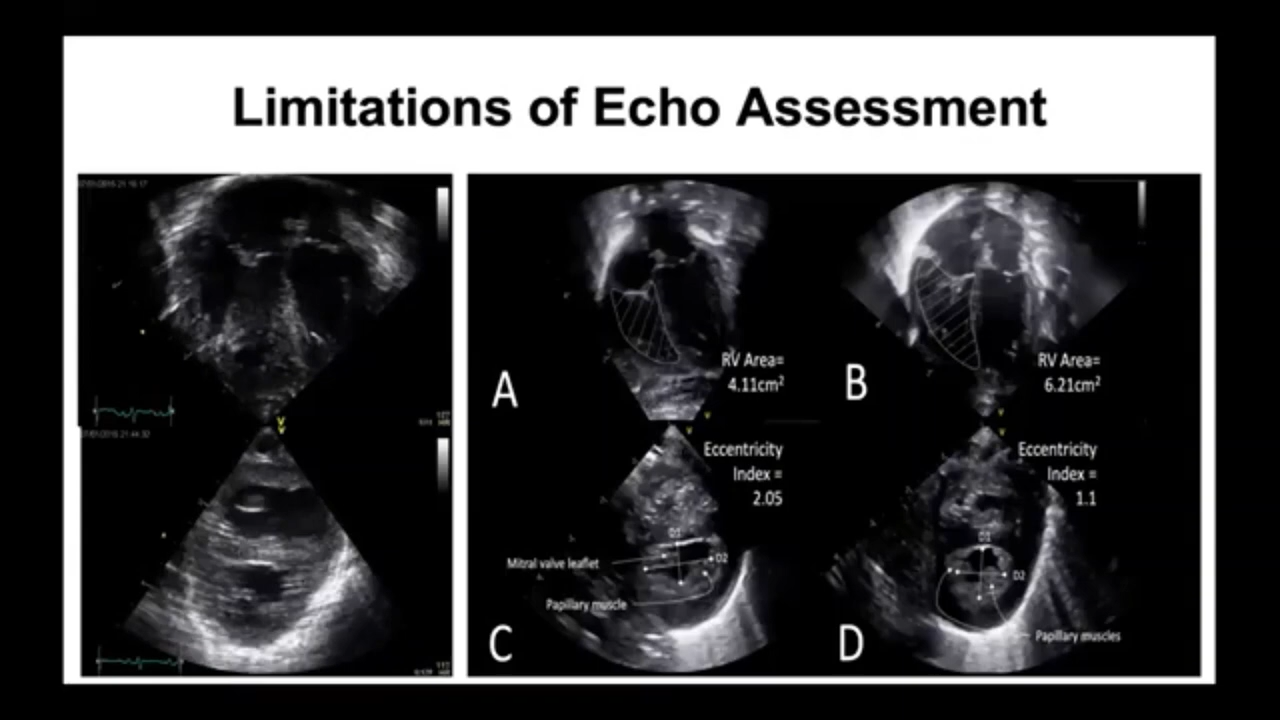 Limitations of Echo Assessment
A
RV Area=
4.11cm²
B
RV Area=
6.21cm²
Eccentricity
Index =
2.05
Eccentricity
Index =
1.1
D1
D1
Mitral valve leaflet
D2
D2
Papillary muscle
C
D
Papillary muscles